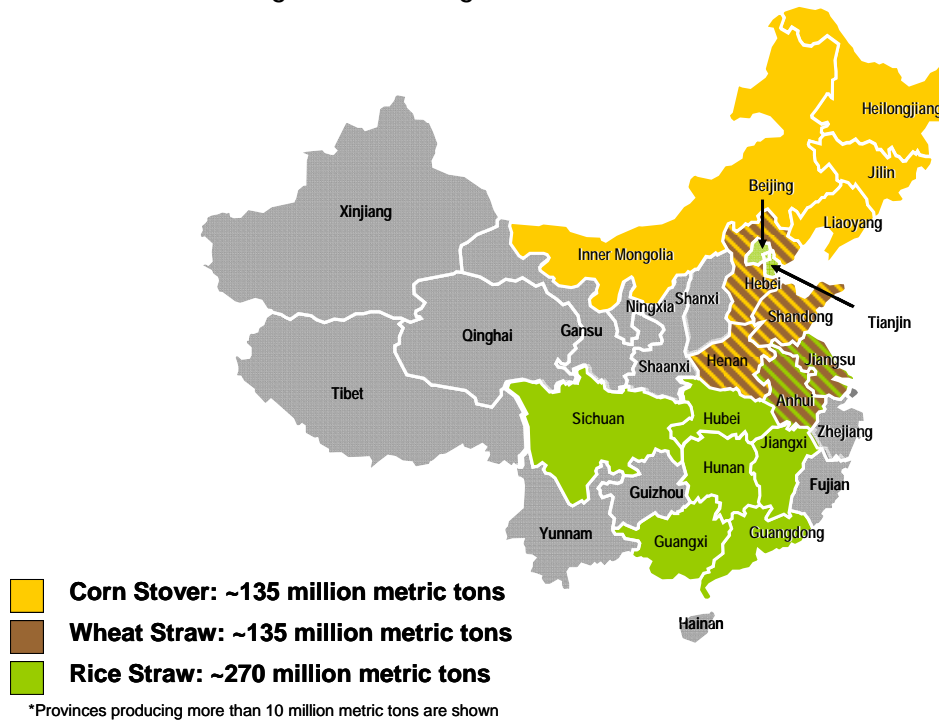 Heilongjiang
Jilin
Beijing
Xinjiang
Liaoyang
Inner Mongolia
Hebei
Ningxia
Shanxi
Shandong
Tianjin
Qinghai
Gansu
Henan
Jiangsu
Shaanxi
Tibet
Anhui
Sichuan
Hubei
Zhejiang
Jiangxi
Hunan
Guizhou
Fujian
Yunnam
Guangxi
Guangdong
Corn Stover: ~135 million metric tons
Wheat Straw: ~135 million metric tons
Hainan
Rice Straw: ~270 million metric tons
*Provinces producing more than 10 million metric tons are shown